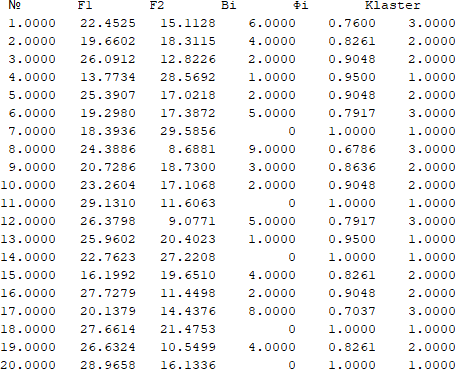 № F1 F2 Bi Фi Klaster
1.0000 22.4525 15.1128 6.0000 0.7600 3.0000
2.0000 19.6602 18.3115 4.0000 0.8261 2.0000
3.0000 26.0912 12.8226 2.0000 0.9048 2.0000
4.0000 13.7734 28.5692 1.0000 0.9500 1.0000
5.0000 25.3907 17.0218 2.0000 0.9048 2.0000
6.0000 19.2980 17.3872 5.0000 0.7917 3.0000
7.0000 18.3936 29.5856 0 1.0000 1.0000
8.0000 24.3886 8.6881 9.0000 0.6786 3.0000
9.0000 20.7286 18.7300 3.0000 0.8636 2.0000
10.0000 23.2604 17.1068 2.0000 0.9048 2.0000
11.0000 29.1310 11.6063 0 1.0000 1.0000
12.0000 26.3798 9.0771 5.0000 0.7917 3.0000
13.0000 25.9602 20.4023 1.0000 0.9500 1.0000
14.0000 22.7623 27.2208 0 1.0000 1.0000
15.0000 16.1992 19.6510 4.0000 0.8261 2.0000
16.0000 27.7279 11.4498 2.0000 0.9048 2.0000
17.0000 20.1379 14.4376 8.0000 0.7037 3.0000
18.0000 27.6614 21.4753 0 1.0000 1.0000
19.0000 26.6324 10.5499 4.0000 0.8261 2.0000
20.0000 28.9658 16.1336 0 1.0000 1.0000